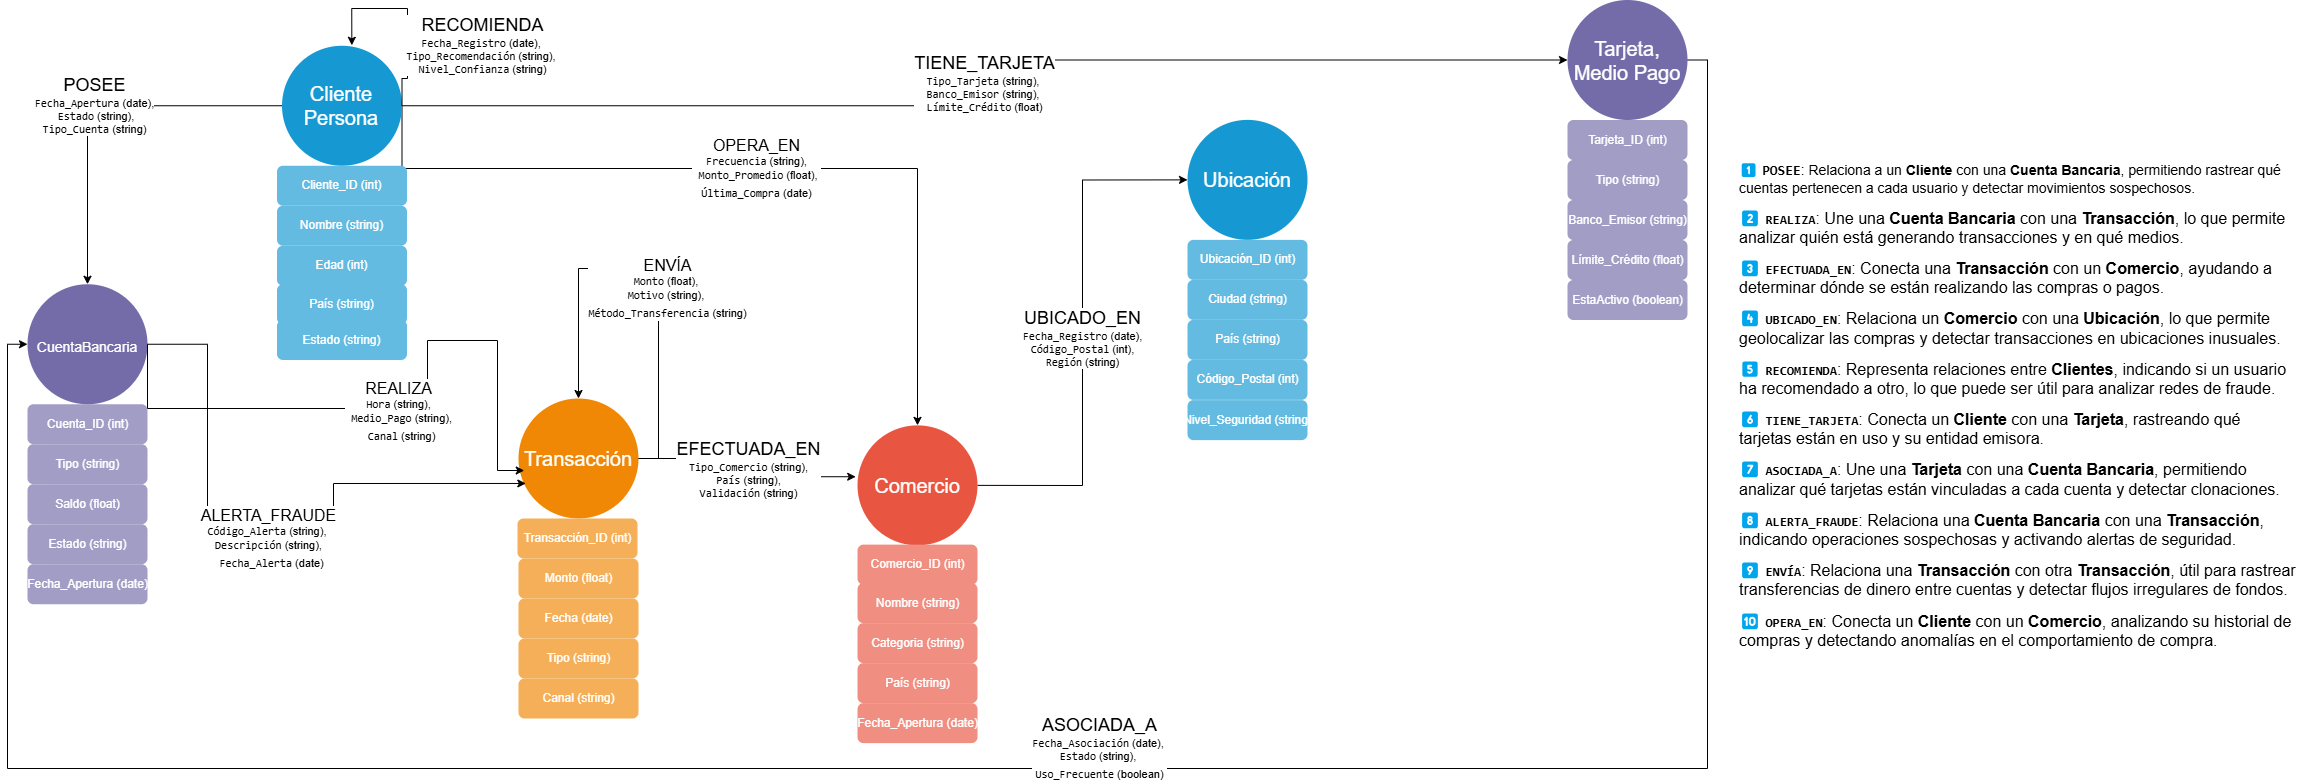 RECOMIENDA
Fecha_Registro (date),
Tipo_Recomendación (string),
Nivel_Confianza (string)
POSEE
Fecha_Apertura (date),
Estado (string),
Tipo_Cuenta (string)
Cliente
Persona
Cliente_ID (int)
Nombre (string)
Edad (int)
País (string)
Estado (string)
TIENE_TARJETA
Tipo_Tarjeta (string),
Banco_Emisor (string),
Límite_Crédito (float)
Tarjeta,
Medio Pago
Tarjeta_ID (int)
Tipo (string)
Banco_Emisor (string)
Límite_Crédito (float)
EstaActivo (boolean)
OPERA_EN
Frecuencia (string),
Monto_Promedio (float),
Última_Compra (date)
Ubicación
Ubicación_ID (int)
Ciudad (string)
País (string)
Código_Postal (int)
Nivel_Seguridad (string)
ENVÍA
Monto (float),
Motivo (string),
Método_Transferencia (string)
UBICADO_EN
Fecha_Registro (date),
Código_Postal (int),
Región (string)
CuentaBancaria
Cuenta_ID (int)
Tipo (string)
Saldo (float)
Estado (string)
Fecha_Apertura (date)
REALIZA
Hora (string),
Medio_Pago (string),
Canal (string)
ALERTA_FRAUDE
Código_Alerta (string),
Descripción (string),
Fecha_Alerta (date)
Transacción
Transacción_ID (int)
Monto (float)
Fecha (date)
Tipo (string)
Canal (string)
EFECTUADA_EN
Tipo_Comercio (string),
País (string),
Validación (string)
Comercio
Comercio_ID (int)
Nombre (string)
Categoria (string)
País (string)
Fecha_Apertura (date)
ASOCIADA_A
Fecha_Asociación (date),
Estado (string),
Uso_Frecuente (boolean)
1 POSEE: Relaciona a un Cliente con una Cuenta Bancaria, permitiendo rastrear qué
cuentas pertenecen a cada usuario y detectar movimientos sospechosos.
2 REALIZA: Une una Cuenta Bancaria con una Transacción, lo que permite
analizar quién está generando transacciones y en qué medios.
3 EFECTUADA_EN: Conecta una Transacción con un Comercio, ayudando a
determinar dónde se están realizando las compras o pagos.
4 UBICADO_EN: Relaciona un Comercio con una Ubicación, lo que permite
geolocalizar las compras y detectar transacciones en ubicaciones inusuales.
5 RECOMIENDA: Representa relaciones entre Clientes, indicando si un usuario
ha recomendado a otro, lo que puede ser útil para analizar redes de fraude.
6 TIENE_TARJETA: Conecta un Cliente con una Tarjeta, rastreando qué
tarjetas están en uso y su entidad emisora.
7 ASOCIADA_A: Une una Tarjeta con una Cuenta Bancaria, permitiendo
analizar qué tarjetas están vinculadas a cada cuenta y detectar clonaciones.
8 ALERTA_FRAUDE: Relaciona una Cuenta Bancaria con una Transacción,
indicando operaciones sospechosas y activando alertas de seguridad.
9 ENVÍA: Relaciona una Transacción con otra Transacción, útil para rastrear
transferencias de dinero entre cuentas y detectar flujos irregulares de fondos.
10 OPERA_EN: Conecta un Cliente con un Comercio, analizando su historial de
compras y detectando anomalías en el comportamiento de compra.